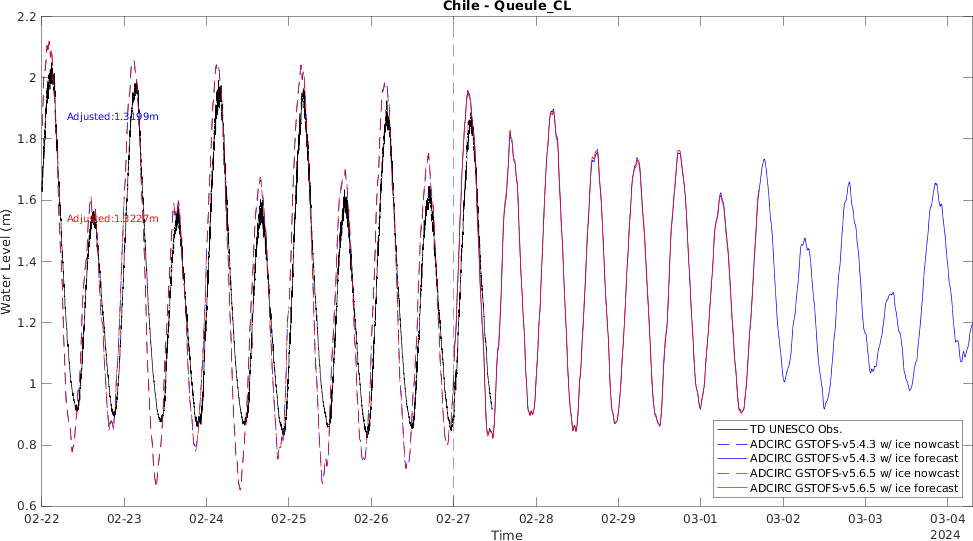 Chile - Queule_CL
2.2
2
1.8
1.6
1.4
1.2
1
0.8
0.6
Water Level (m)
Adjusted:1.3199m
Adjusted:1.3227m
TD UNESCO Obs.
ADCIRC GSTOFS-v5.4.3 w/ ice nowcast
ADCIRC GSTOFS-v5.4.3 w/ ice forecast
ADCIRC GSTOFS-v5.6.5 w/ ice nowcast
ADCIRC GSTOFS-v5.6.5 w/ ice forecast
02-22 02-23 02-24 02-25 02-26 02-27 02-28 02-29 03-01 03-02 03-03 03-04
2024
Time